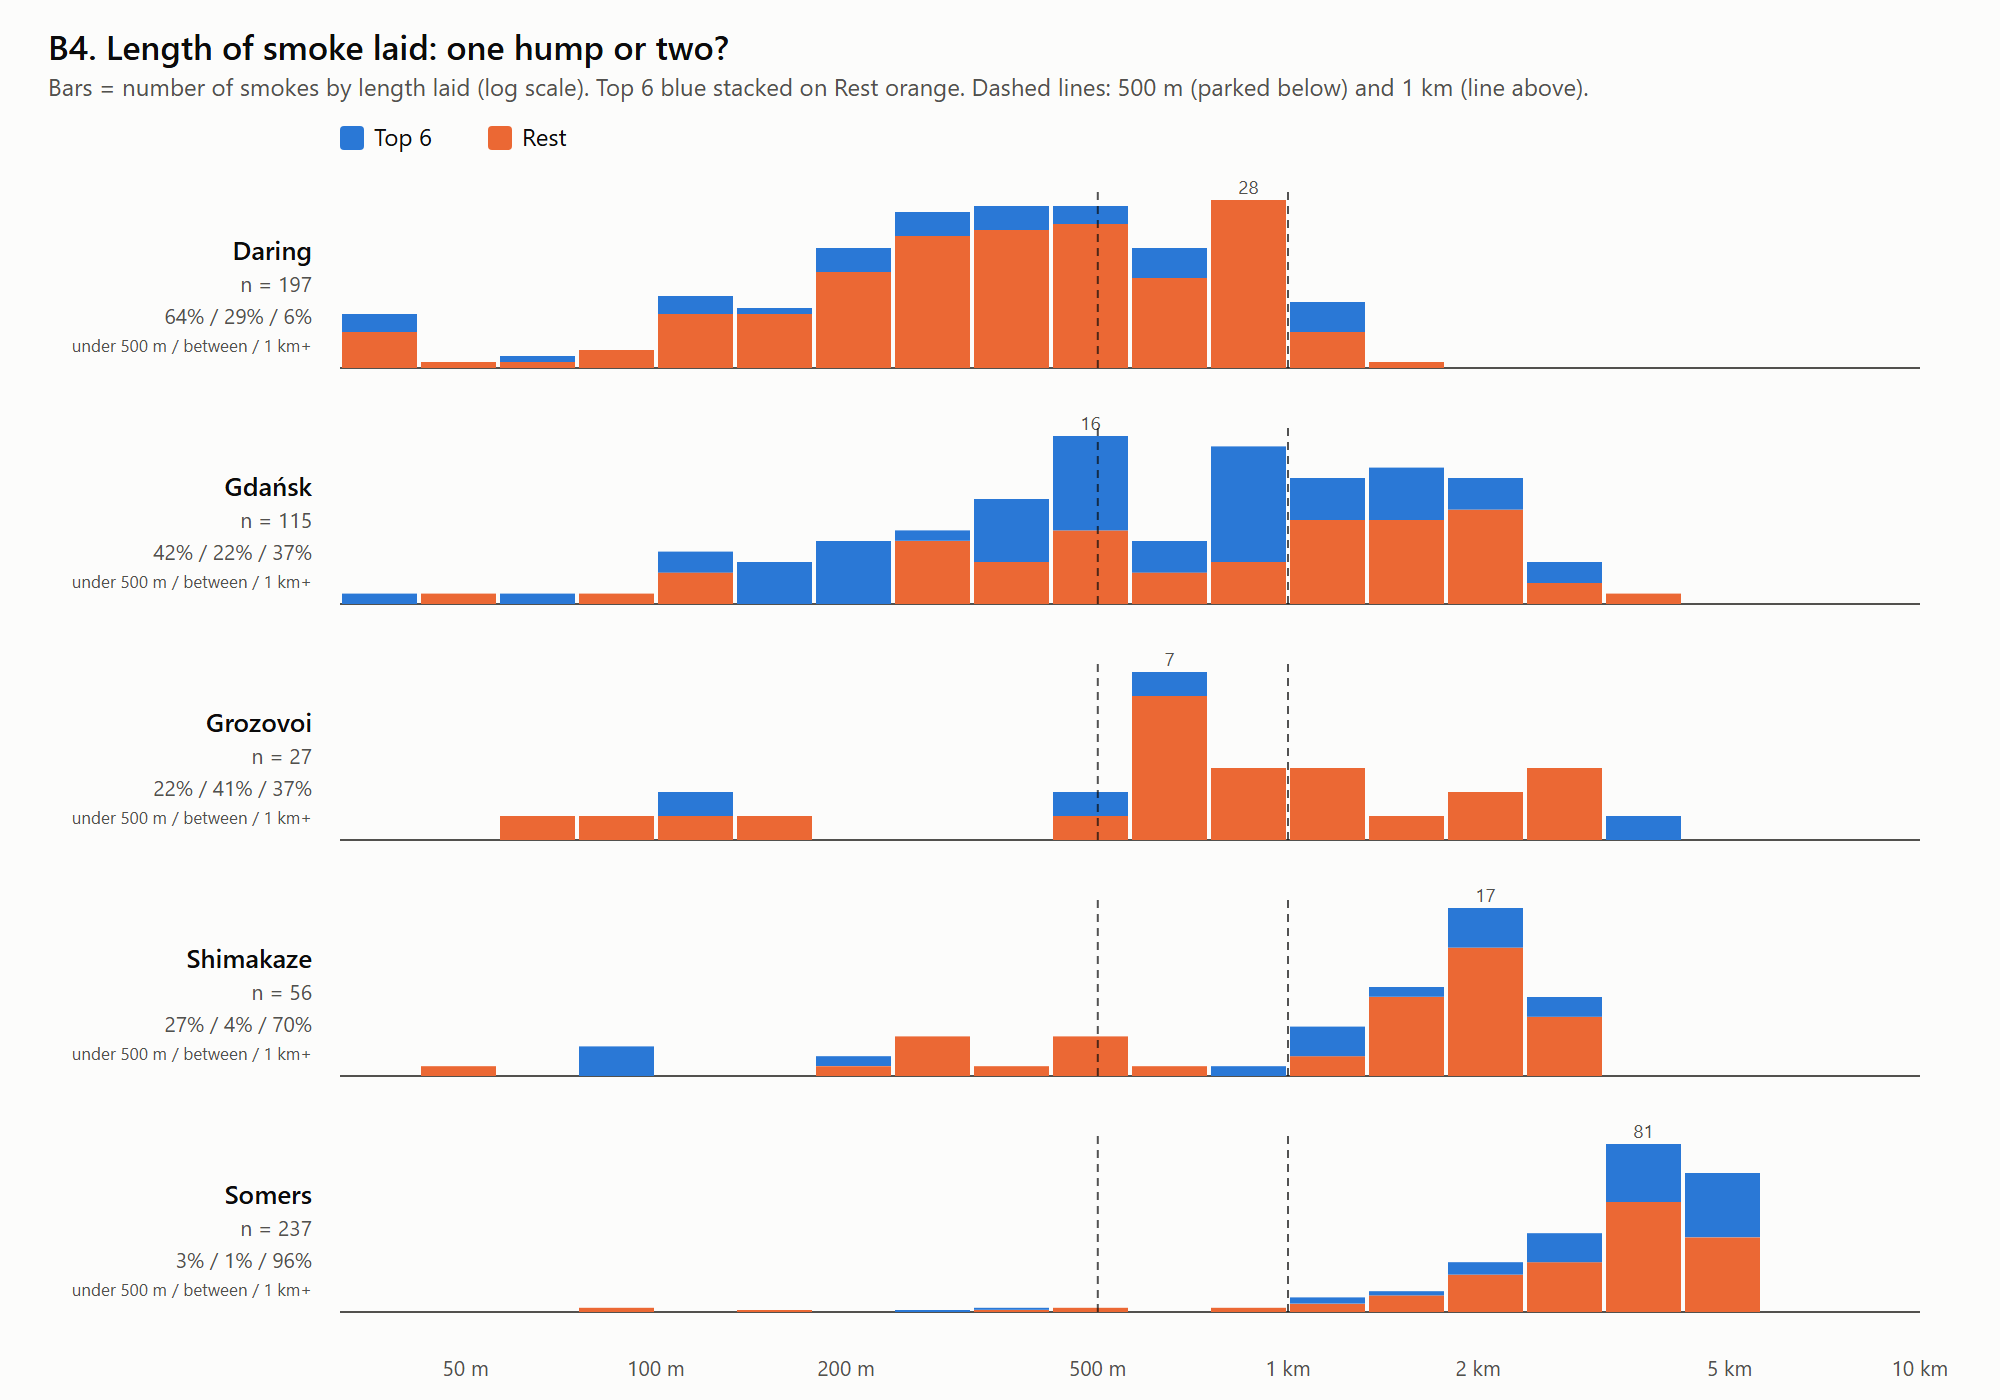 B4. Length of smoke laid: one hump or two?
Bars = number of smokes by length laid (log scale). Top 6 blue stacked on Rest orange. Dashed lines: 500 m (parked below) and 1 km (line above).
Top 6 Rest
28
Daring
n = 197
64% / 29% / 6%
under 500 m / between / 1 km+
16
Gdańsk
n = 115
42% / 22% / 37%
under 500 m / between / 1 km+
7
Grozovoi
n = 27
22% / 41% / 37%
under 500 m / between / 1 km+
17
Shimakaze
n = 56
27% / 4% / 70%
under 500 m / between / 1 km+
81
Somers
n = 237
3% / 1% / 96%
under 500 m / between / 1 km+
50 m 100 m 200 m 500 m 1 km 2 km 5 km 10 km